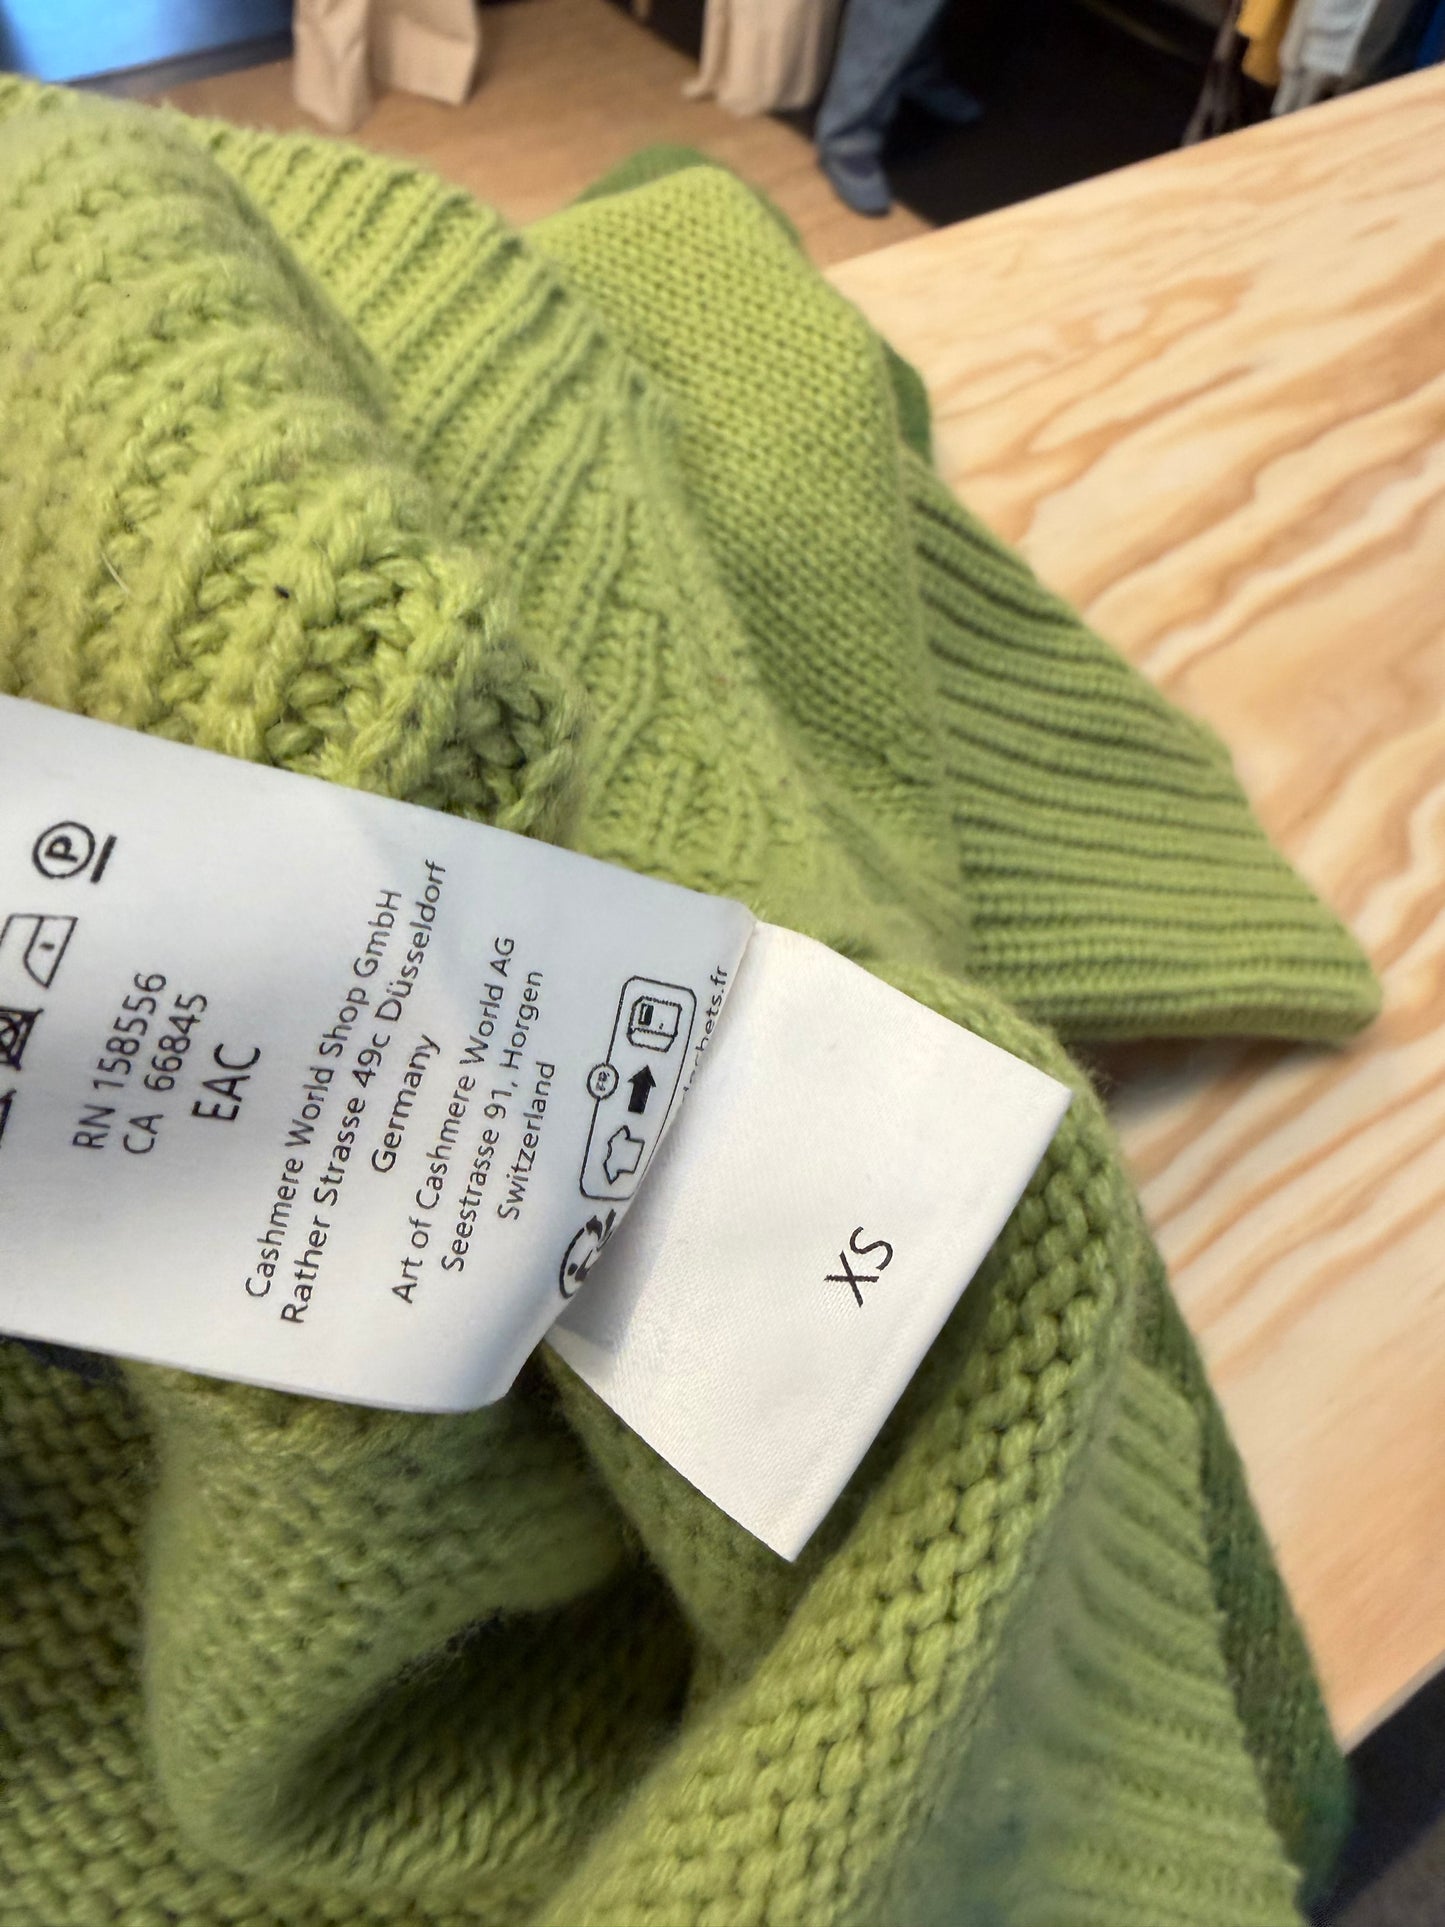 P
RN 158556
CA 66845
EAC
Cashmere World Shop GmbH
Rather Strasse 49c Düsseldorf
Germany
Art of Cashmere World AG
Seestrasse 91, Horgen
Switzerland
FR
XS